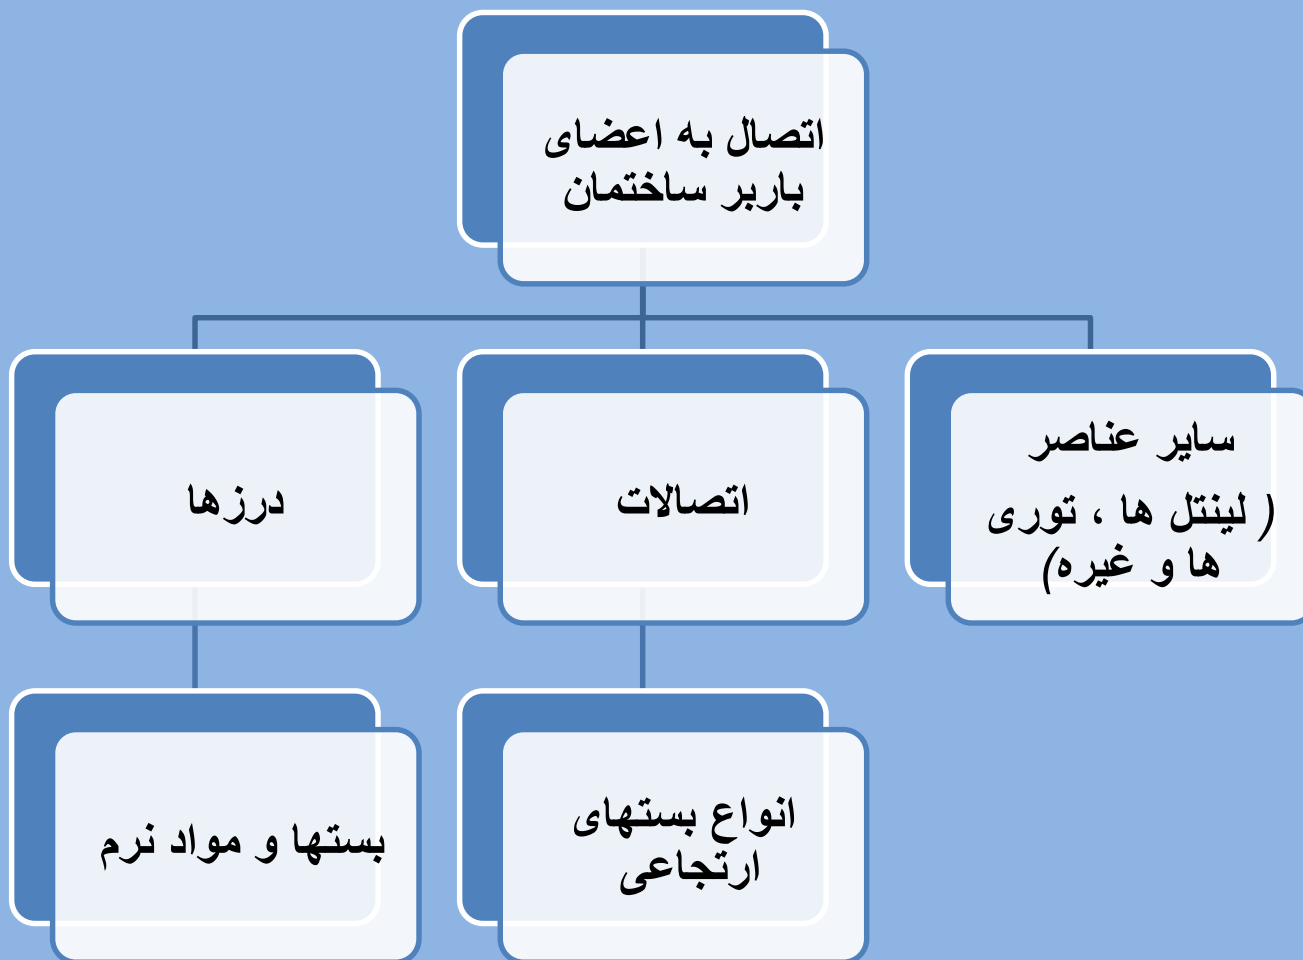 اتصال به اعضای
باربر ساختمان
سایر عناصر
( لینتل ها ، توری
ها و غیره)
اتصالات
درزها
انواع بستهای
ارتجاعی
بستها و مواد نرم